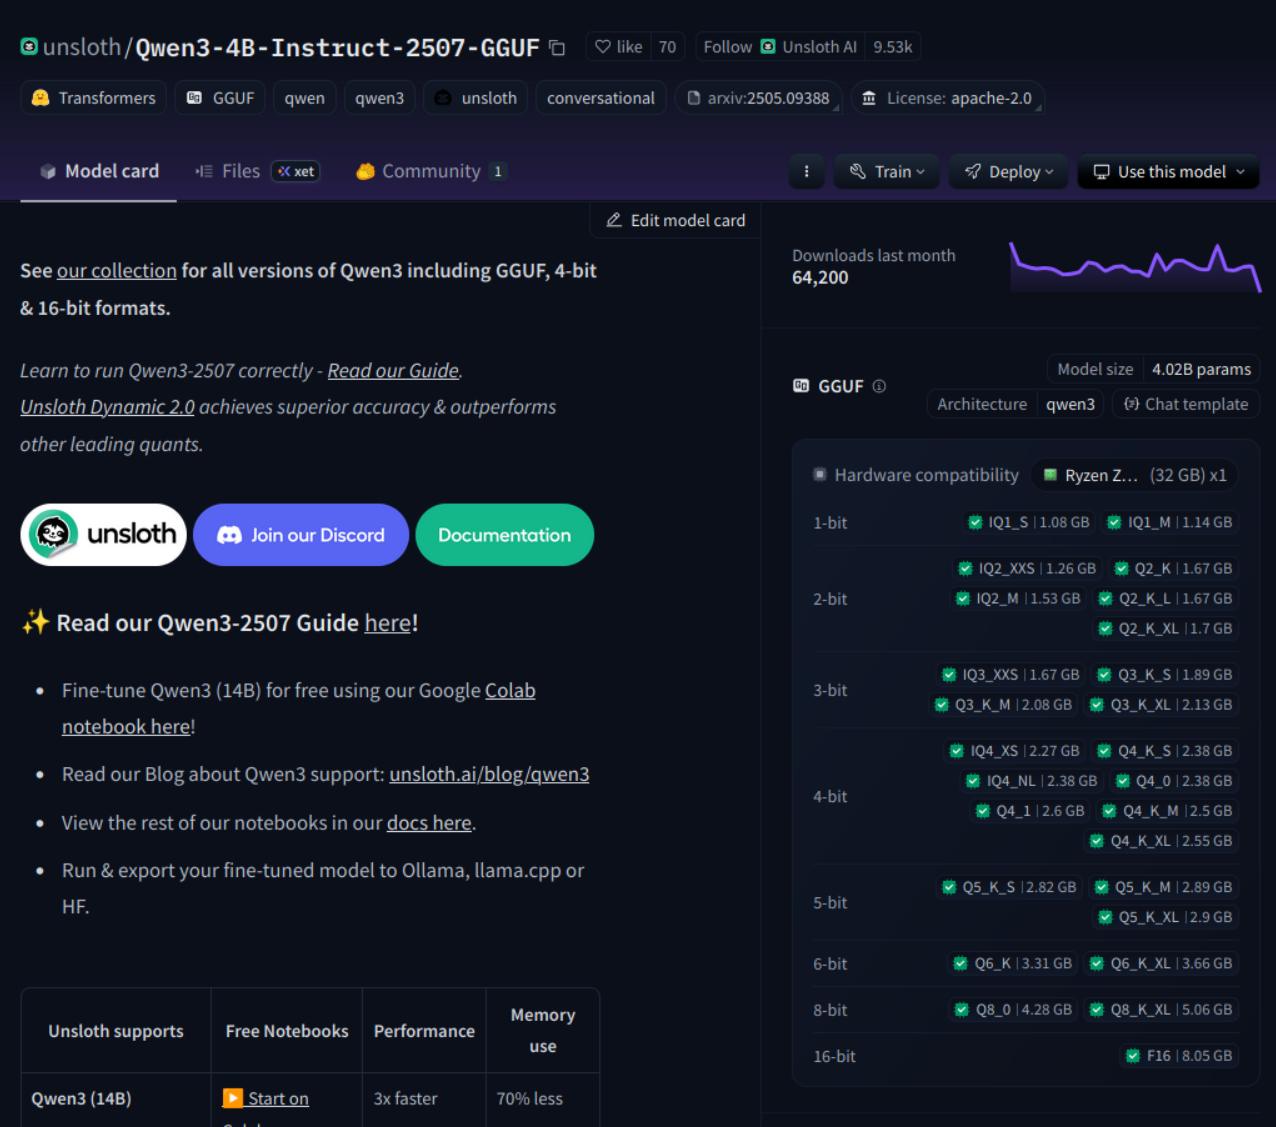 unsloth/Qwen3-4B-Instruct-2507-GGUF like 70 Follow Unsloth AI 9.53k
Transformers GGUF qwen qwen3 unsloth conversational arxiv:2505.09388 License: apache-2.0
Model card Files xet Community 1 Train Deploy Use this model
Edit model card
See our collection for all versions of Qwen3 including GGUF, 4-bit
& 16-bit formats.
Learn to run Qwen3-2507 correctly - Read our Guide.
Unsloth Dynamic 2.0 achieves superior accuracy & outperforms
other leading quants.
unsloth Join our Discord Documentation
✨ Read our Qwen3-2507 Guide here!
• Fine-tune Qwen3 (14B) for free using our Google Colab
notebook here!
• Read our Blog about Qwen3 support: unsloth.ai/blog/qwen3
• View the rest of our notebooks in our docs here.
• Run & export your fine-tuned model to Ollama, llama.cpp or
HF.
Unsloth supports Free Notebooks Performance Memory
use
Qwen3 (14B) ▶️ Start on 3x faster 70% less
Downloads last month
64,200
Model size 4.02B params
GGUF
Architecture qwen3 Chat template
Hardware compatibility Ryzen Z... (32 GB) x1
1-bit IQ1_S | 1.08 GB IQ1_M | 1.14 GB
IQ2_XXS | 1.26 GB Q2_K | 1.67 GB
2-bit IQ2_M | 1.53 GB Q2_K_L | 1.67 GB
Q2_K_XL | 1.7 GB
IQ3_XXS | 1.67 GB Q3_K_S | 1.89 GB
3-bit
Q3_K_M | 2.08 GB Q3_K_XL | 2.13 GB
IQ4_XS | 2.27 GB Q4_K_S | 2.38 GB
IQ4_NL | 2.38 GB Q4_0 | 2.38 GB
4-bit
Q4_1 | 2.6 GB Q4_K_M | 2.5 GB
Q4_K_XL | 2.55 GB
Q5_K_S | 2.82 GB Q5_K_M | 2.89 GB
5-bit
Q5_K_XL | 2.9 GB
6-bit Q6_K | 3.31 GB Q6_K_XL | 3.66 GB
8-bit Q8_0 | 4.28 GB Q8_K_XL | 5.06 GB
16-bit F16 | 8.05 GB